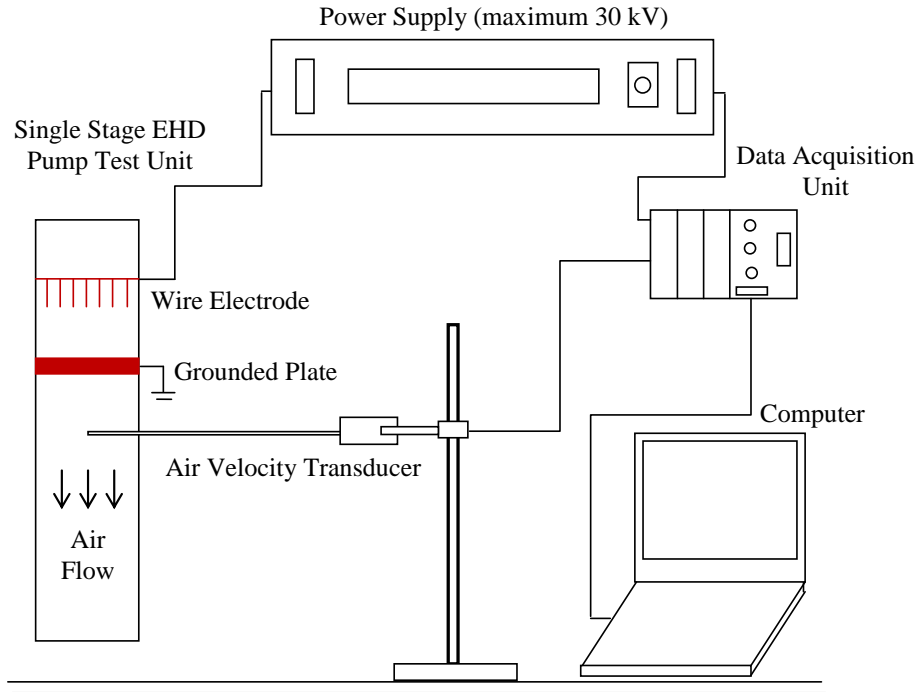 Power Supply (maximum 30 kV)
Single Stage EHD
Pump Test Unit
Data Acquisition
Unit
Wire Electrode
Grounded Plate
Computer
Air Velocity Transducer
Air
Flow